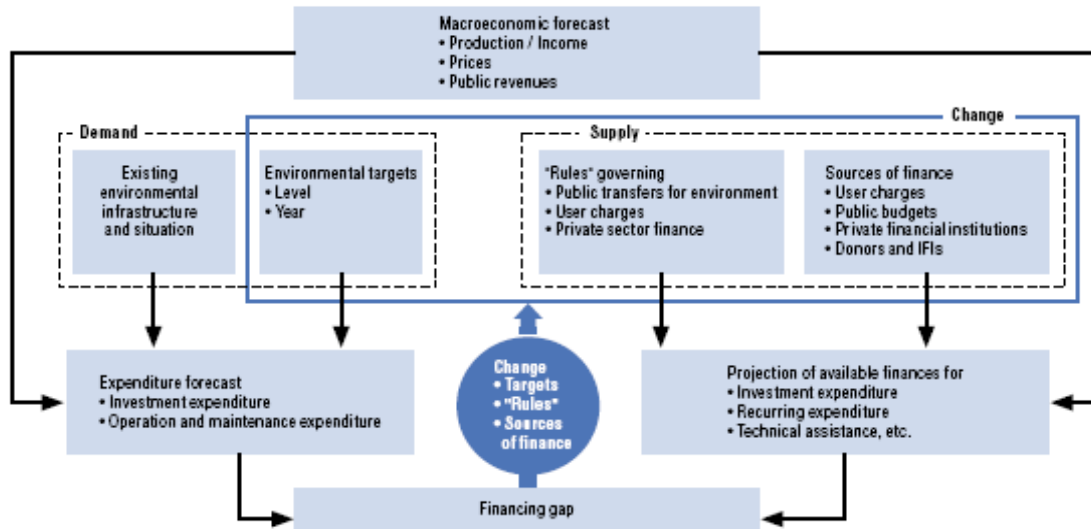 Macroeconomic forecast
• Production / Income
• Prices
• Public revenues
Change
Demand
Supply
Existing
environmental
infrastructure
and situation
Environmental targets
• Level
• Year
"Rules" governing
• Public transfers for environment
• User charges
• Private sector finance
Sources of finance
• User charges
• Public budgets
• Private financial institutions
• Donors and IFIs
Expenditure forecast
• Investment expenditure
• Operation and maintenance expenditure
Change
• Targets
• "Rules"
• Sources
of finance
Projection of available finances for
• Investment expenditure
• Recurring expenditure
• Technical assistance, etc.
Financing gap